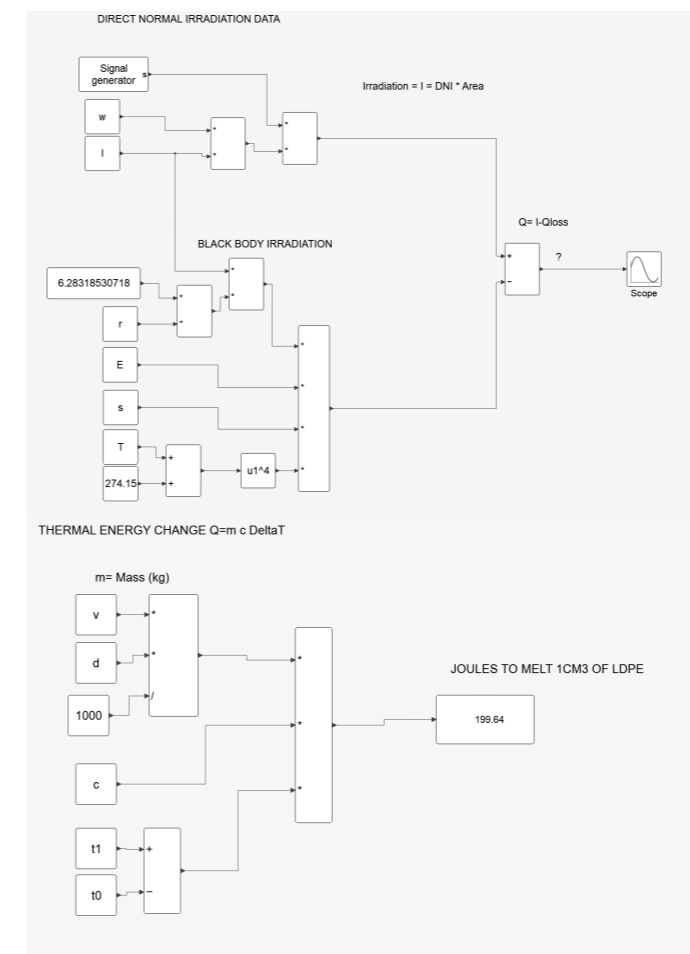 DIRECT NORMAL IRRADIATION DATA
Signal
generator
s
Irradiation = I = DNI * Area
w
*
*
l
*
*
Q= I-Qloss
BLACK BODY IRRADIATION
+
?
*
6.28318530718
*
*
−
Scope
r
*
*
E
*
s
*
T
+
u1^4
*
274.15
+
THERMAL ENERGY CHANGE Q=m c DeltaT
m= Mass (kg)
v
*
d
*
*
JOULES TO MELT 1CM3 OF LDPE
1000
/
199.64
*
c
*
t1
+
t0
−